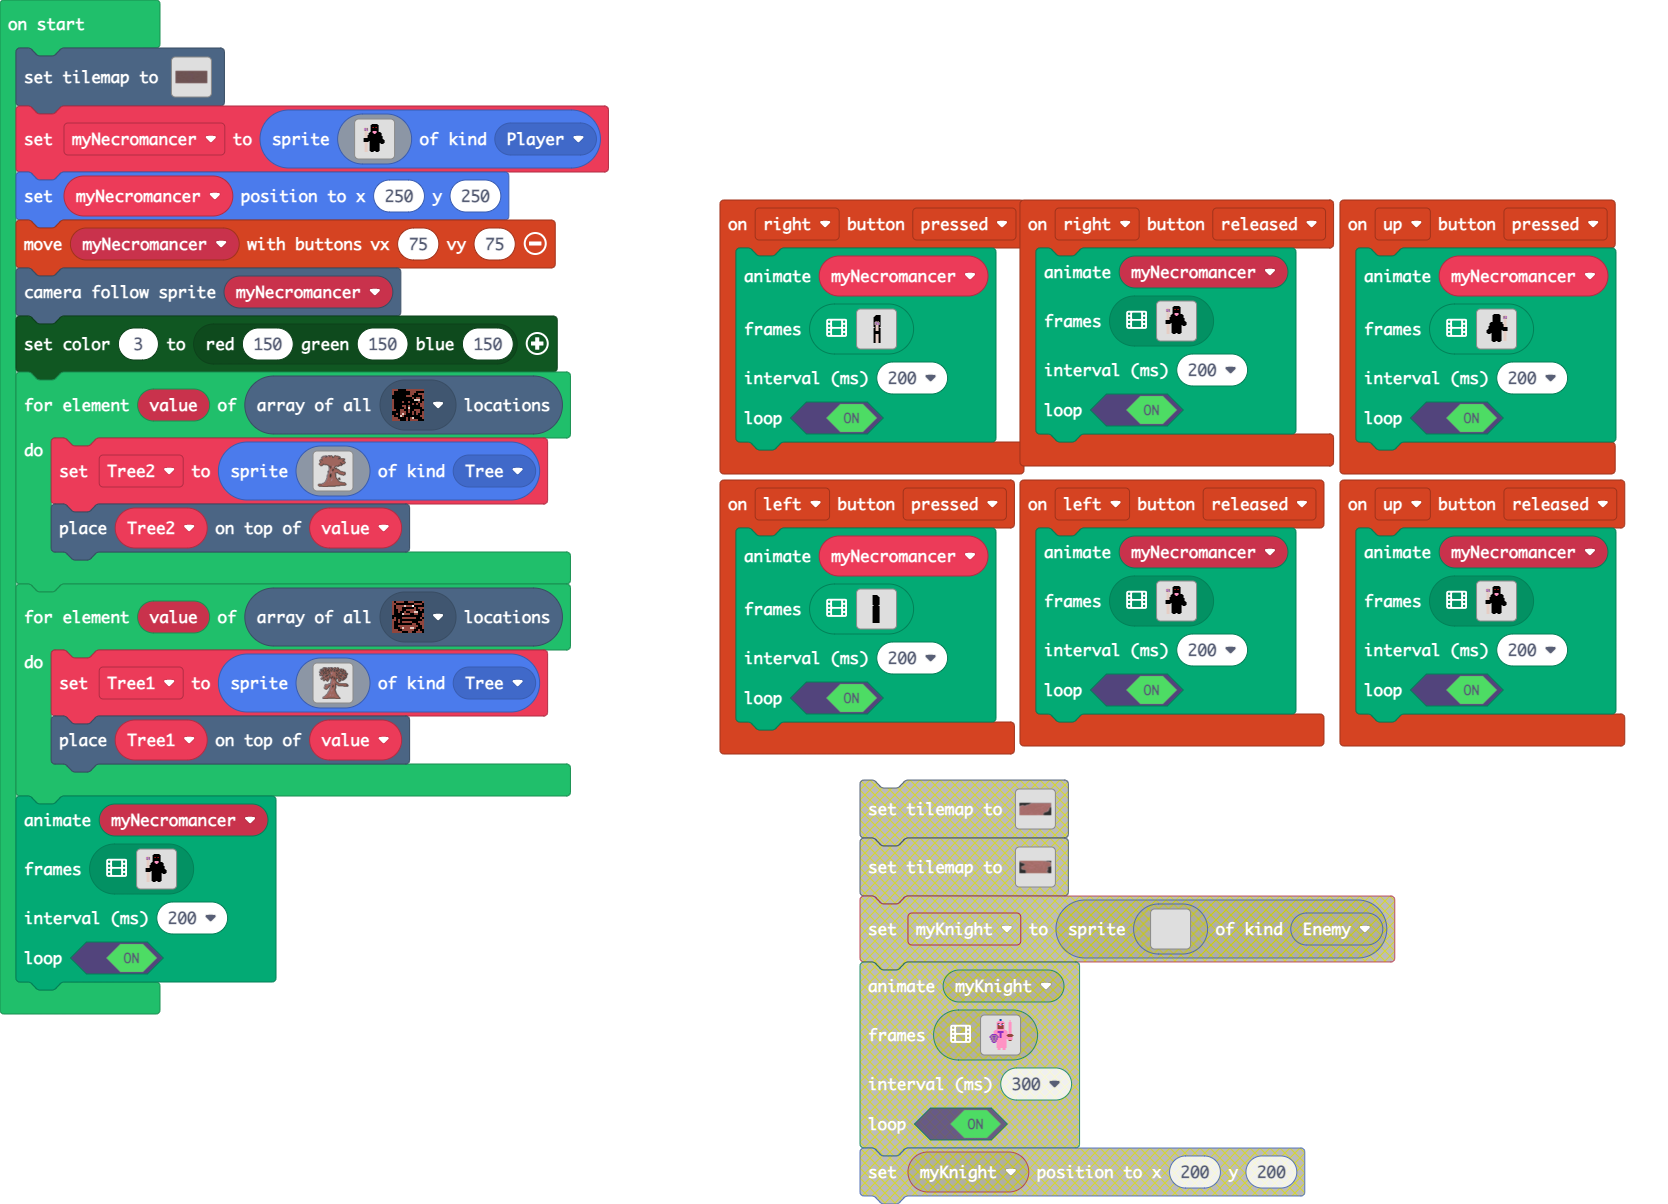 on start
set tilemap to
set myNecromancer to sprite of kind Player
set myNecromancer position to x 250 y 250
move myNecromancer with buttons vx 75 vy 75
camera follow sprite myNecromancer
set color 3 to red 150 green 150 blue 150
for element value of array of all locations
do
set Tree2 to sprite of kind Tree
place Tree2 on top of value
for element value of array of all locations
do
set Tree1 to sprite of kind Tree
place Tree1 on top of value
animate myNecromancer
frames
interval (ms) 200
loop ON
on right button pressed
animate myNecromancer
frames
interval (ms) 200
loop ON
on right button released
animate myNecromancer
frames
interval (ms) 200
loop ON
on up button pressed
animate myNecromancer
frames
interval (ms) 200
loop ON
on left button pressed
animate myNecromancer
frames
interval (ms) 200
loop ON
on left button released
animate myNecromancer
frames
interval (ms) 200
loop ON
on up button released
animate myNecromancer
frames
interval (ms) 200
loop ON
set tilemap to
set tilemap to
set myKnight to sprite of kind Enemy
animate myKnight
frames
interval (ms) 300
loop ON
set myKnight position to x 200 y 200